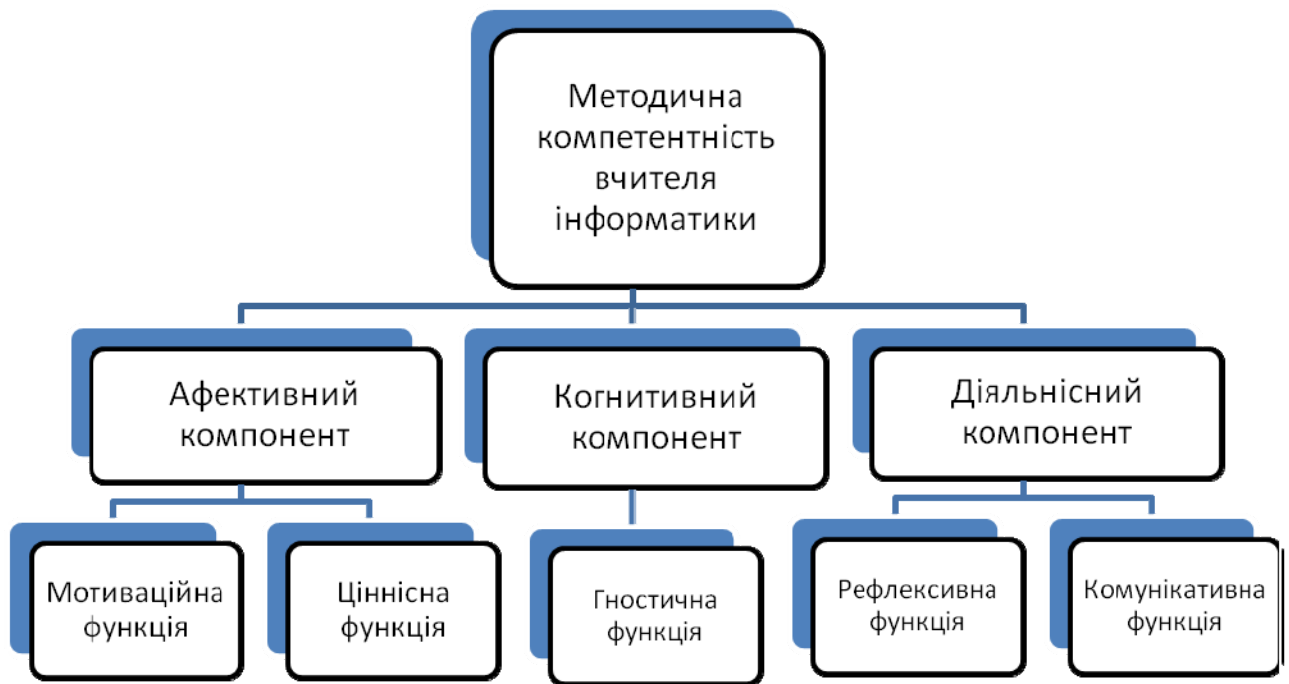 Методична
компетентність
вчителя
інформатики
Афективний
компонент
Когнитивний
компонент
Діяльнісний
компонент
Мотиваційна
функція
Ціннісна
функція
Гностична
функція
Рефлексивна
функція
Комунікативна
функція